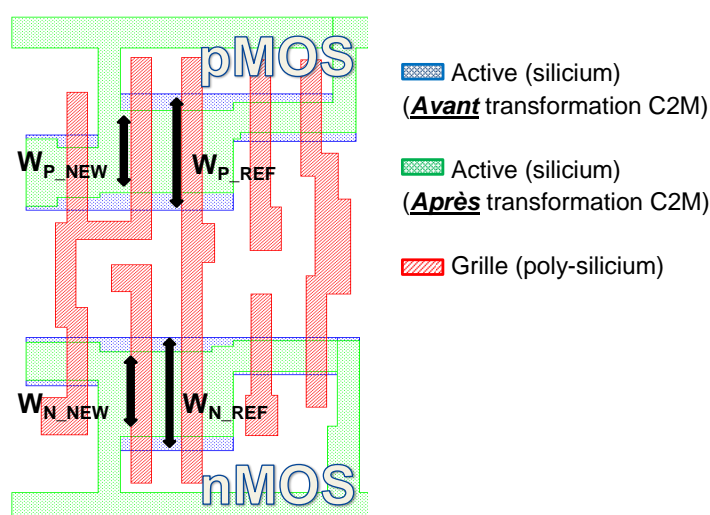 pMOS
Active (silicium)
(Avant transformation C2M)
W_P_NEW
W_P_REF
Active (silicium)
(Après transformation C2M)
Grille (poly-silicium)
W_N_NEW
W_N_REF
nMOS